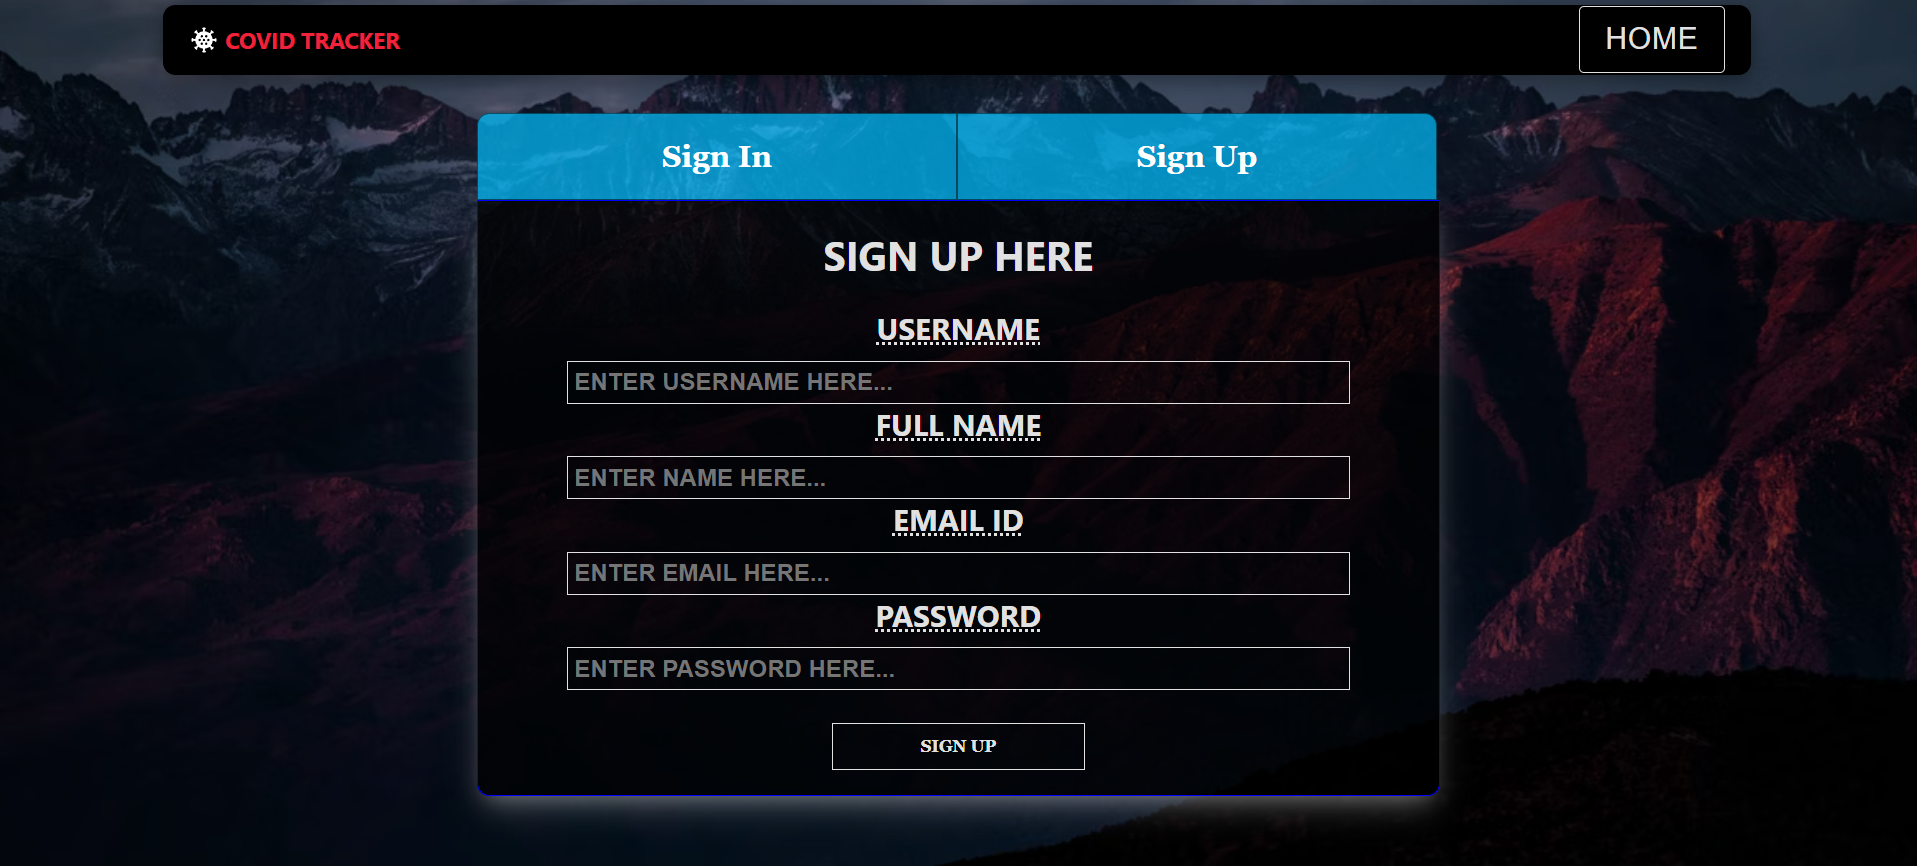 COVID TRACKER
HOME
Sign In
Sign Up
SIGN UP HERE
USERNAME
ENTER USERNAME HERE...
FULL NAME
ENTER NAME HERE...
EMAIL ID
ENTER EMAIL HERE...
PASSWORD
ENTER PASSWORD HERE...
SIGN UP